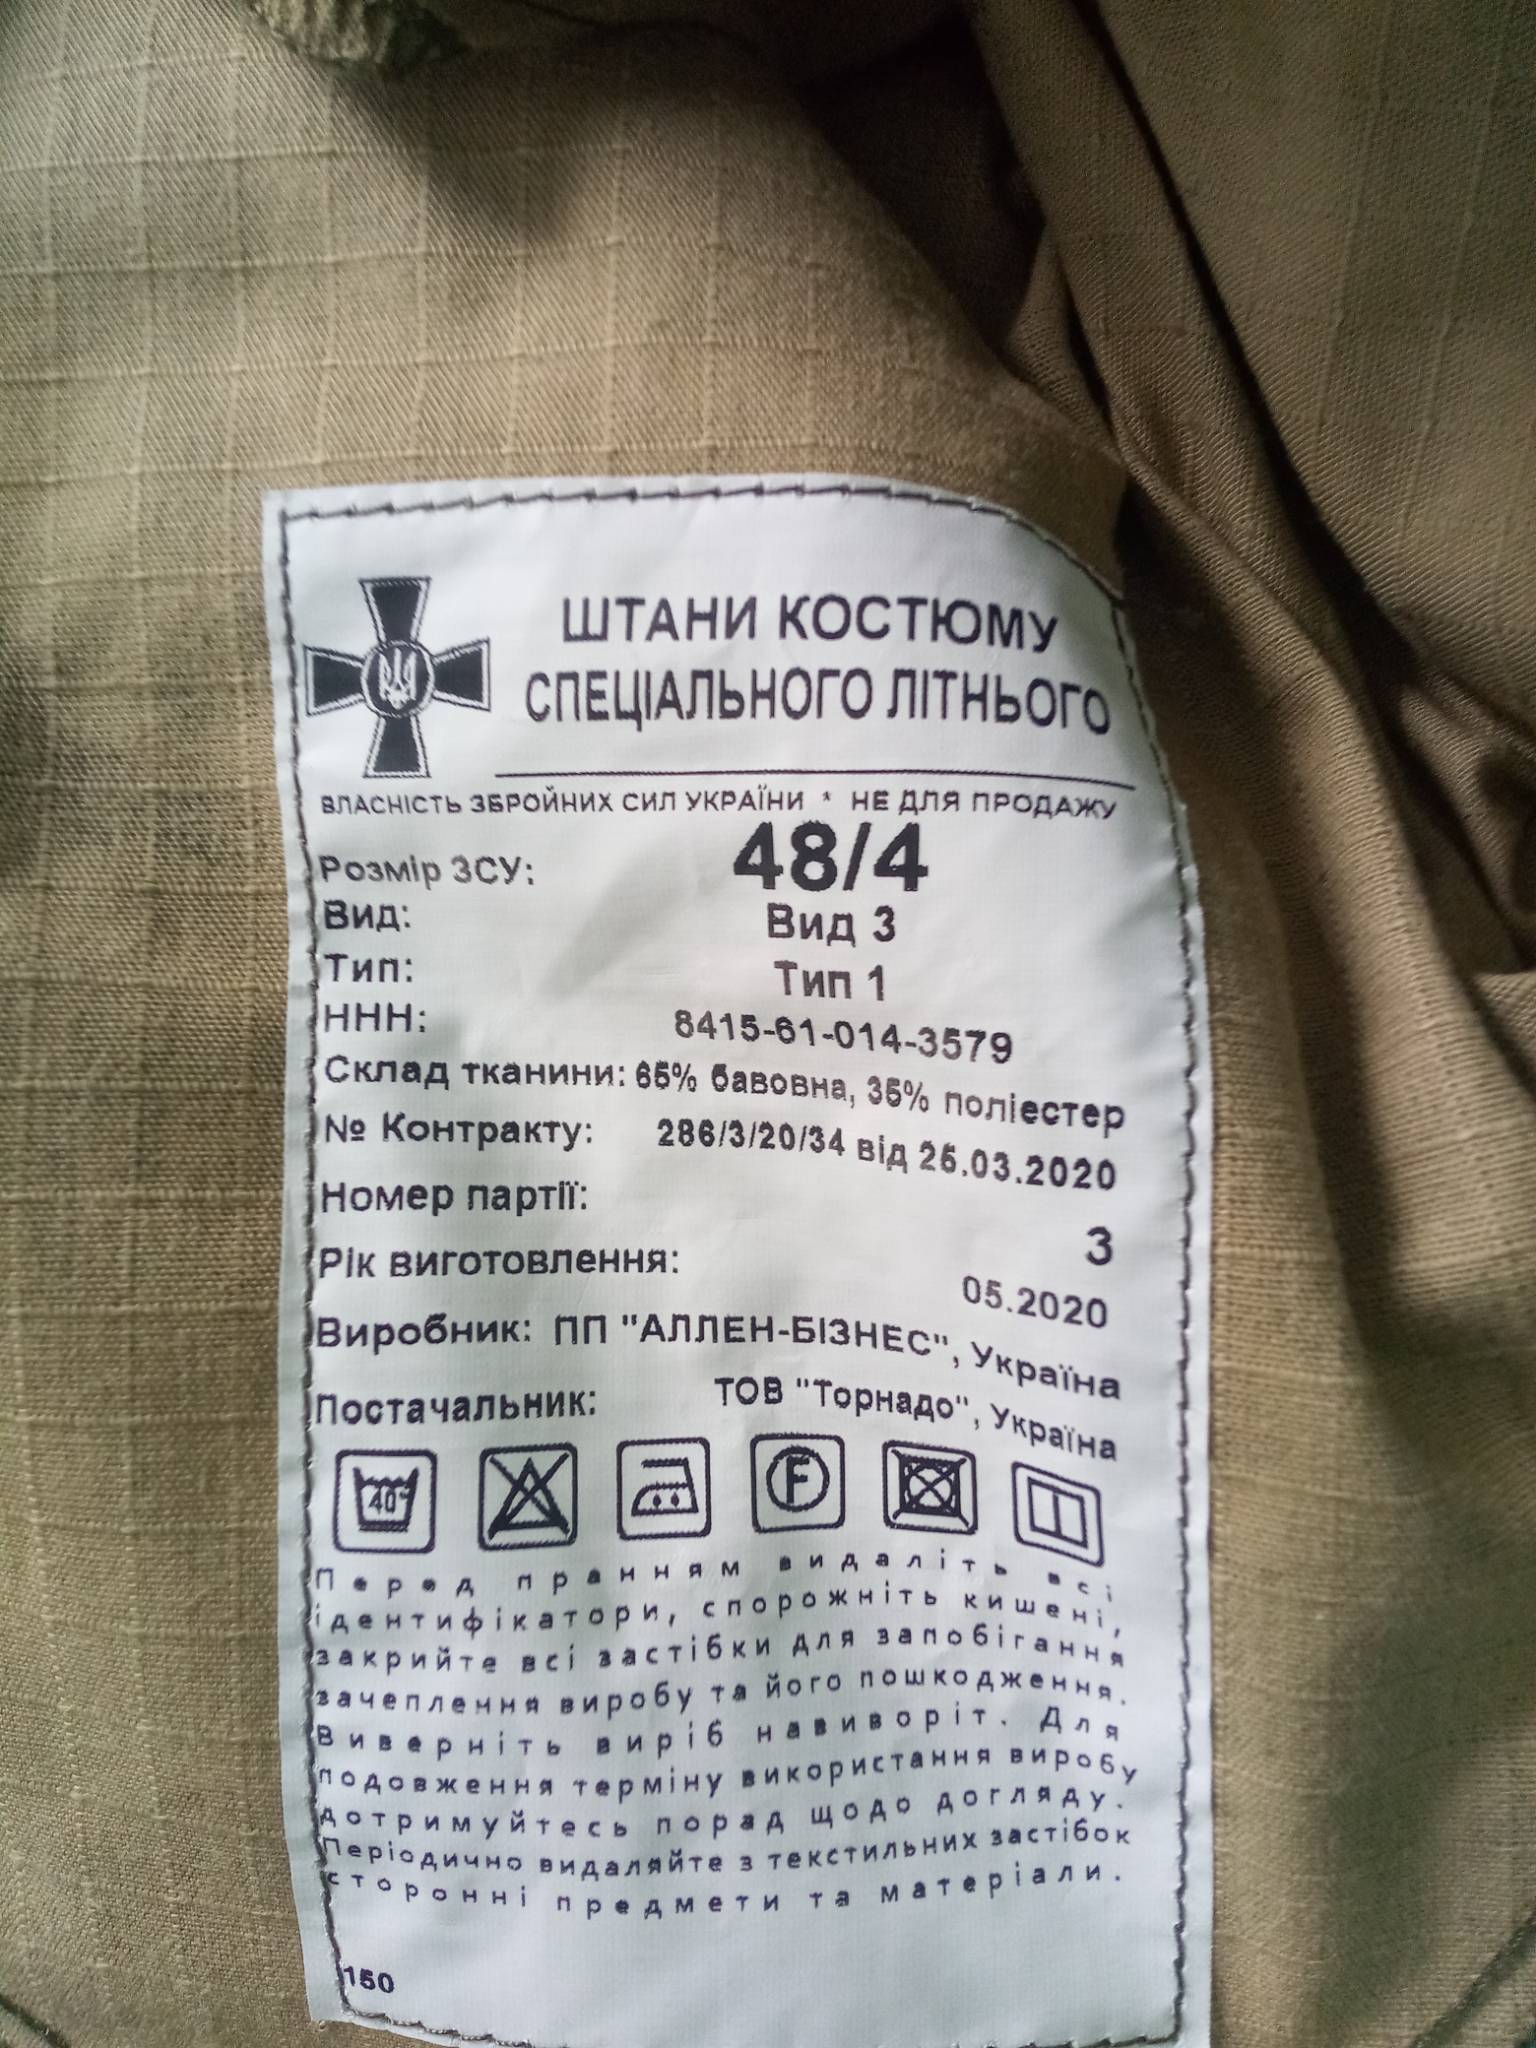 ШТАНИ КОСТЮМУ
СПЕЦІАЛЬНОГО ЛІТНЬОГО
ВЛАСНІСТЬ ЗБРОЙНИХ СИЛ УКРАЇНИ * НЕ ДЛЯ ПРОДАЖУ
Розмір ЗСУ: 48/4
Вид: Вид 3
Тип: Тип 1
ННН: 8415-61-014-3579
Склад тканини: 65% бавовна, 35% поліестер
№ Контракту: 286/3/20/34 від 25.03.2020
Номер партії: 3
Рік виготовлення: 05.2020
Виробник: ПП "АЛЛЕН-БІЗНЕС", Україна
Постачальник: ТОВ "Торнадо", Україна
40° F
Перед пранням видаліть всі
ідентифікатори, спорожніть кишені,
закрийте всі застібки для запобігання
зачеплення виробу та його пошкодження.
Виверніть виріб навиворіт. Для
подовження терміну використання виробу
дотримуйтесь порад щодо догляду.
Періодично видаляйте з текстильних застібок
сторонні предмети та матеріали.
150